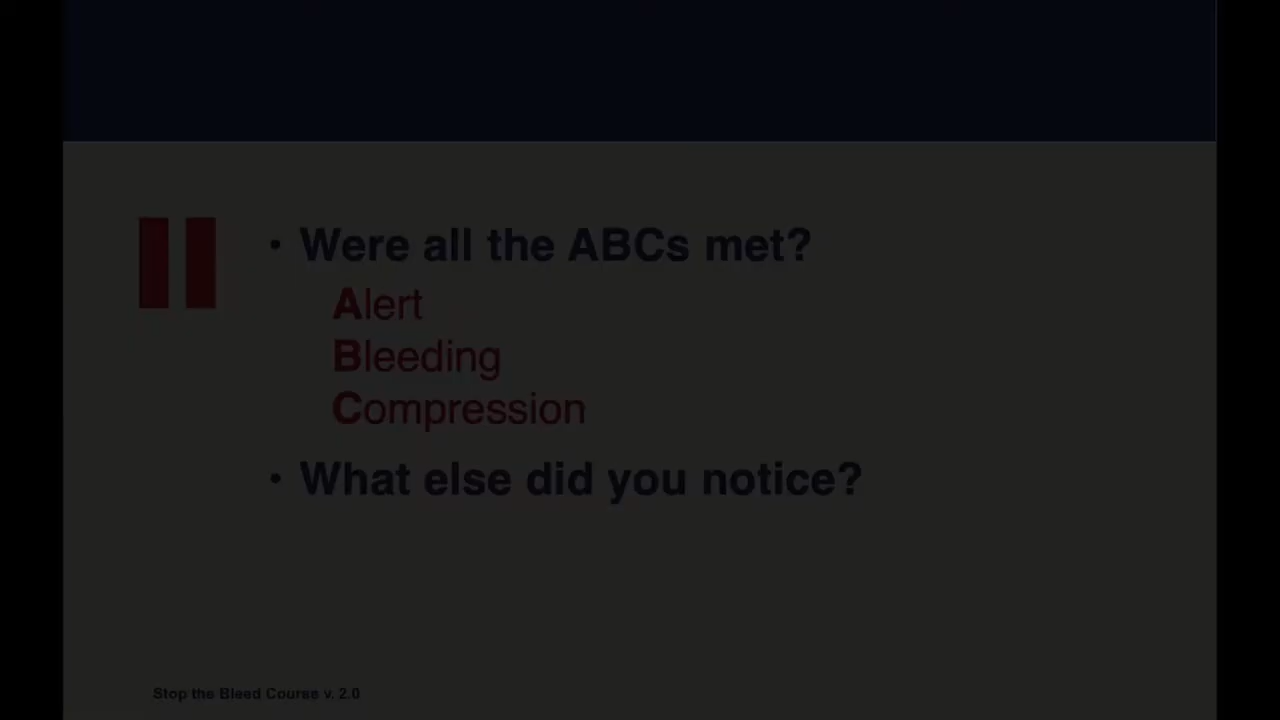 • Were all the ABCs met?
Alert
Bleeding
Compression
• What else did you notice?
Stop the Bleed Course v. 2.0